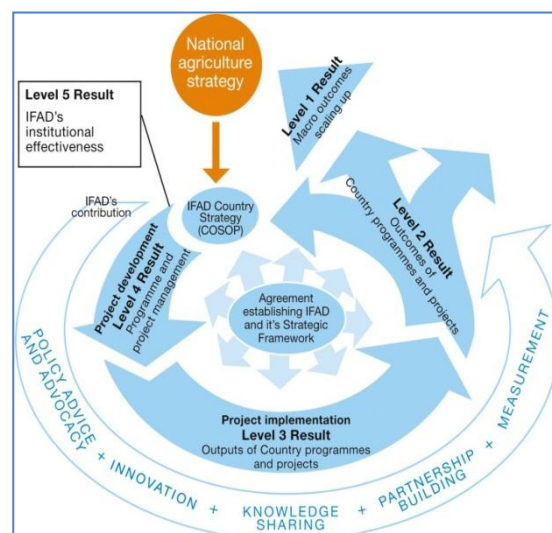 National
agriculture
strategy
Level 5 Result
IFAD's
institutional
effectiveness
Level 1 Result
Macro outcomes
scaling up
IFAD's
contribution
IFAD Country
Strategy
(COSOP)
Project development
Level 4 Result
Programme and
project management
Level 2 Result
Outcomes of
Country programmes and projects
Agreement
establishing IFAD
and it's Strategic
Framework
Project implementation
Level 3 Result
Outputs of Country programmes
and projects
POLICY ADVICE
AND ADVOCACY
+ INNOVATION +
KNOWLEDGE
SHARING
+
PARTNERSHIP
BUILDING
+ MEASUREMENT